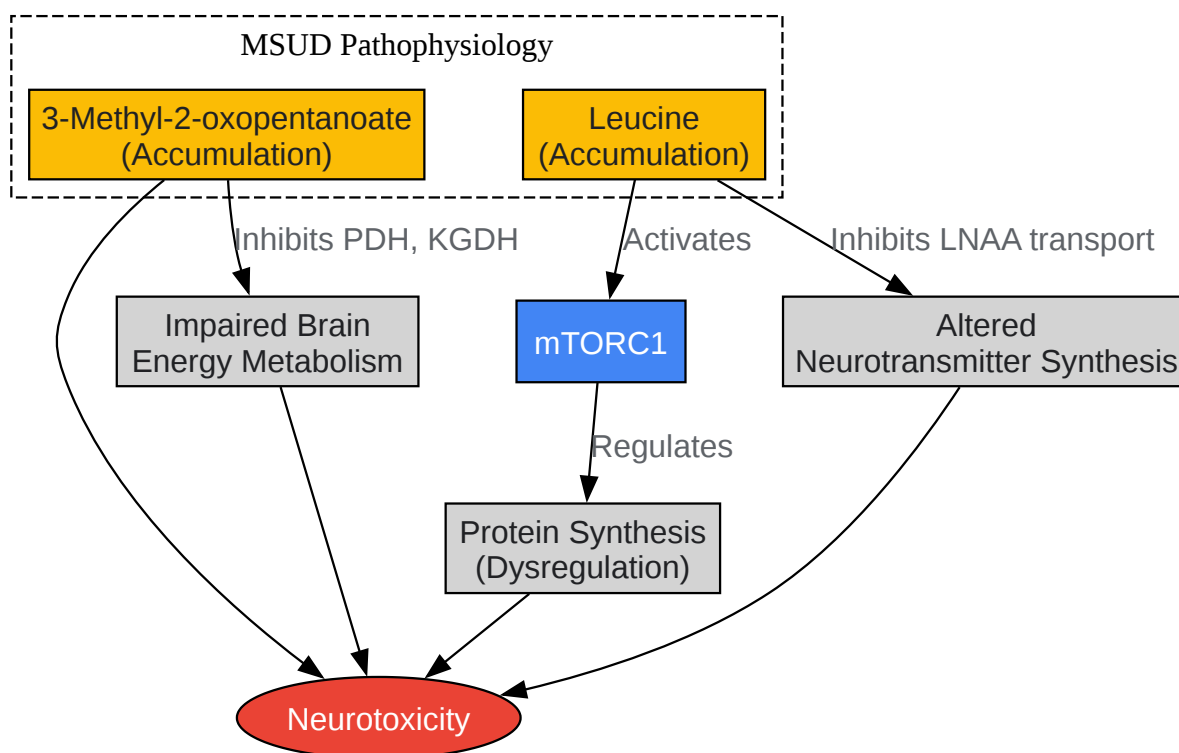 MSUD Pathophysiology
3-Methyl-2-oxopentanoate
(Accumulation)
Leucine
(Accumulation)
Inhibits PDH, KGDH
Activates
Inhibits LNAA transport
Impaired Brain
Energy Metabolism
mTORC1
Altered
Neurotransmitter Synthesis
Regulates
Protein Synthesis
(Dysregulation)
Neurotoxicity